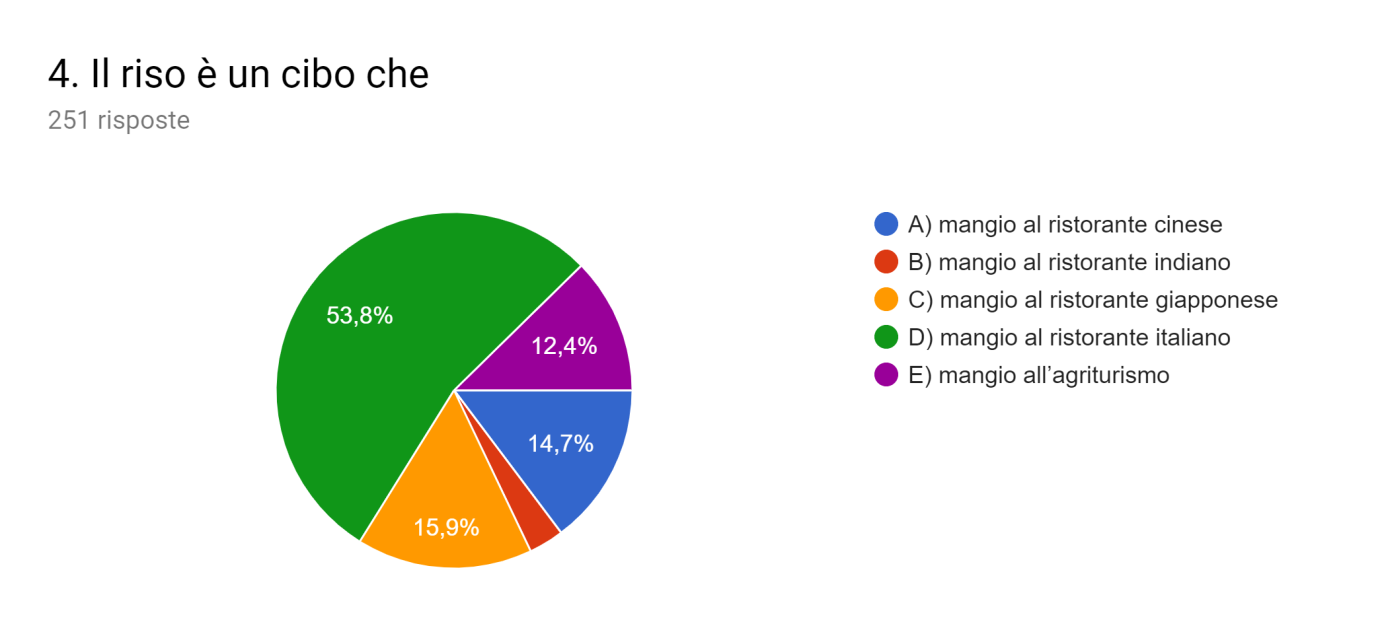 4. Il riso è un cibo che
251 risposte
A) mangio al ristorante cinese
B) mangio al ristorante indiano
C) mangio al ristorante giapponese
D) mangio al ristorante italiano
E) mangio all’agriturismo
53,8%
12,4%
14,7%
15,9%